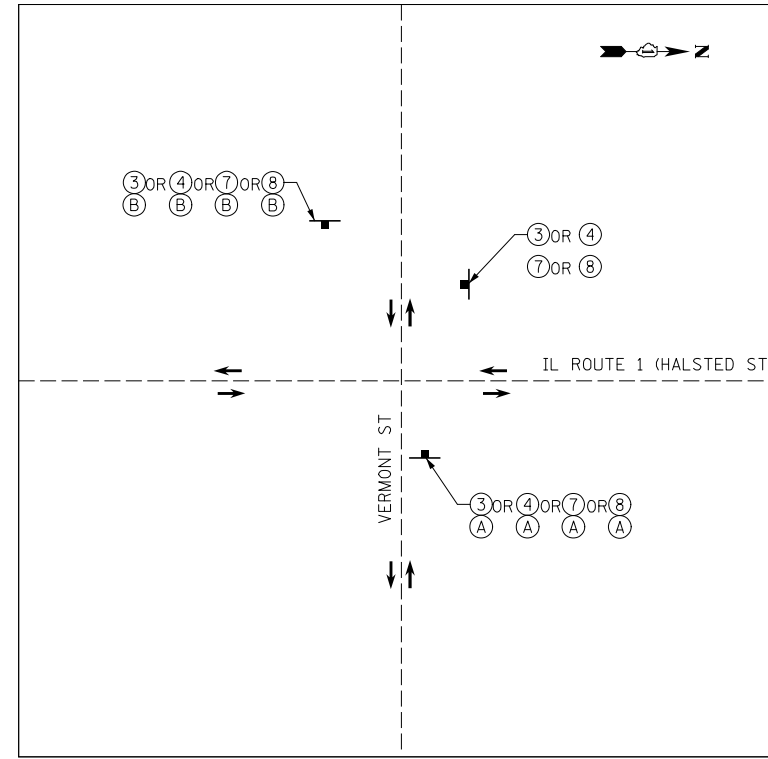 N
3 OR 4 OR 7 OR 8
B B B B
3 OR 4
7 OR 8
IL ROUTE 1 (HALSTED ST
VERMONT ST
3 OR 4 OR 7 OR 8
A A A A